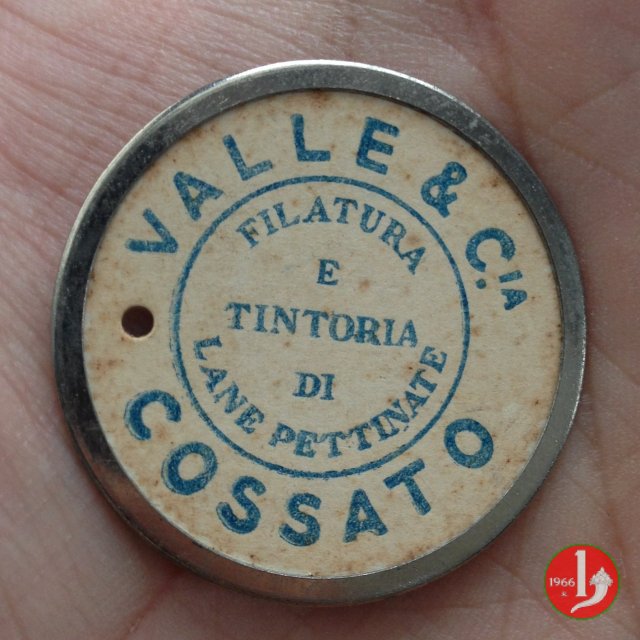 VALLE & C.IA
FILATURA
E
TINTORIA
DI
LANE PETTINATE
COSSATO
1966